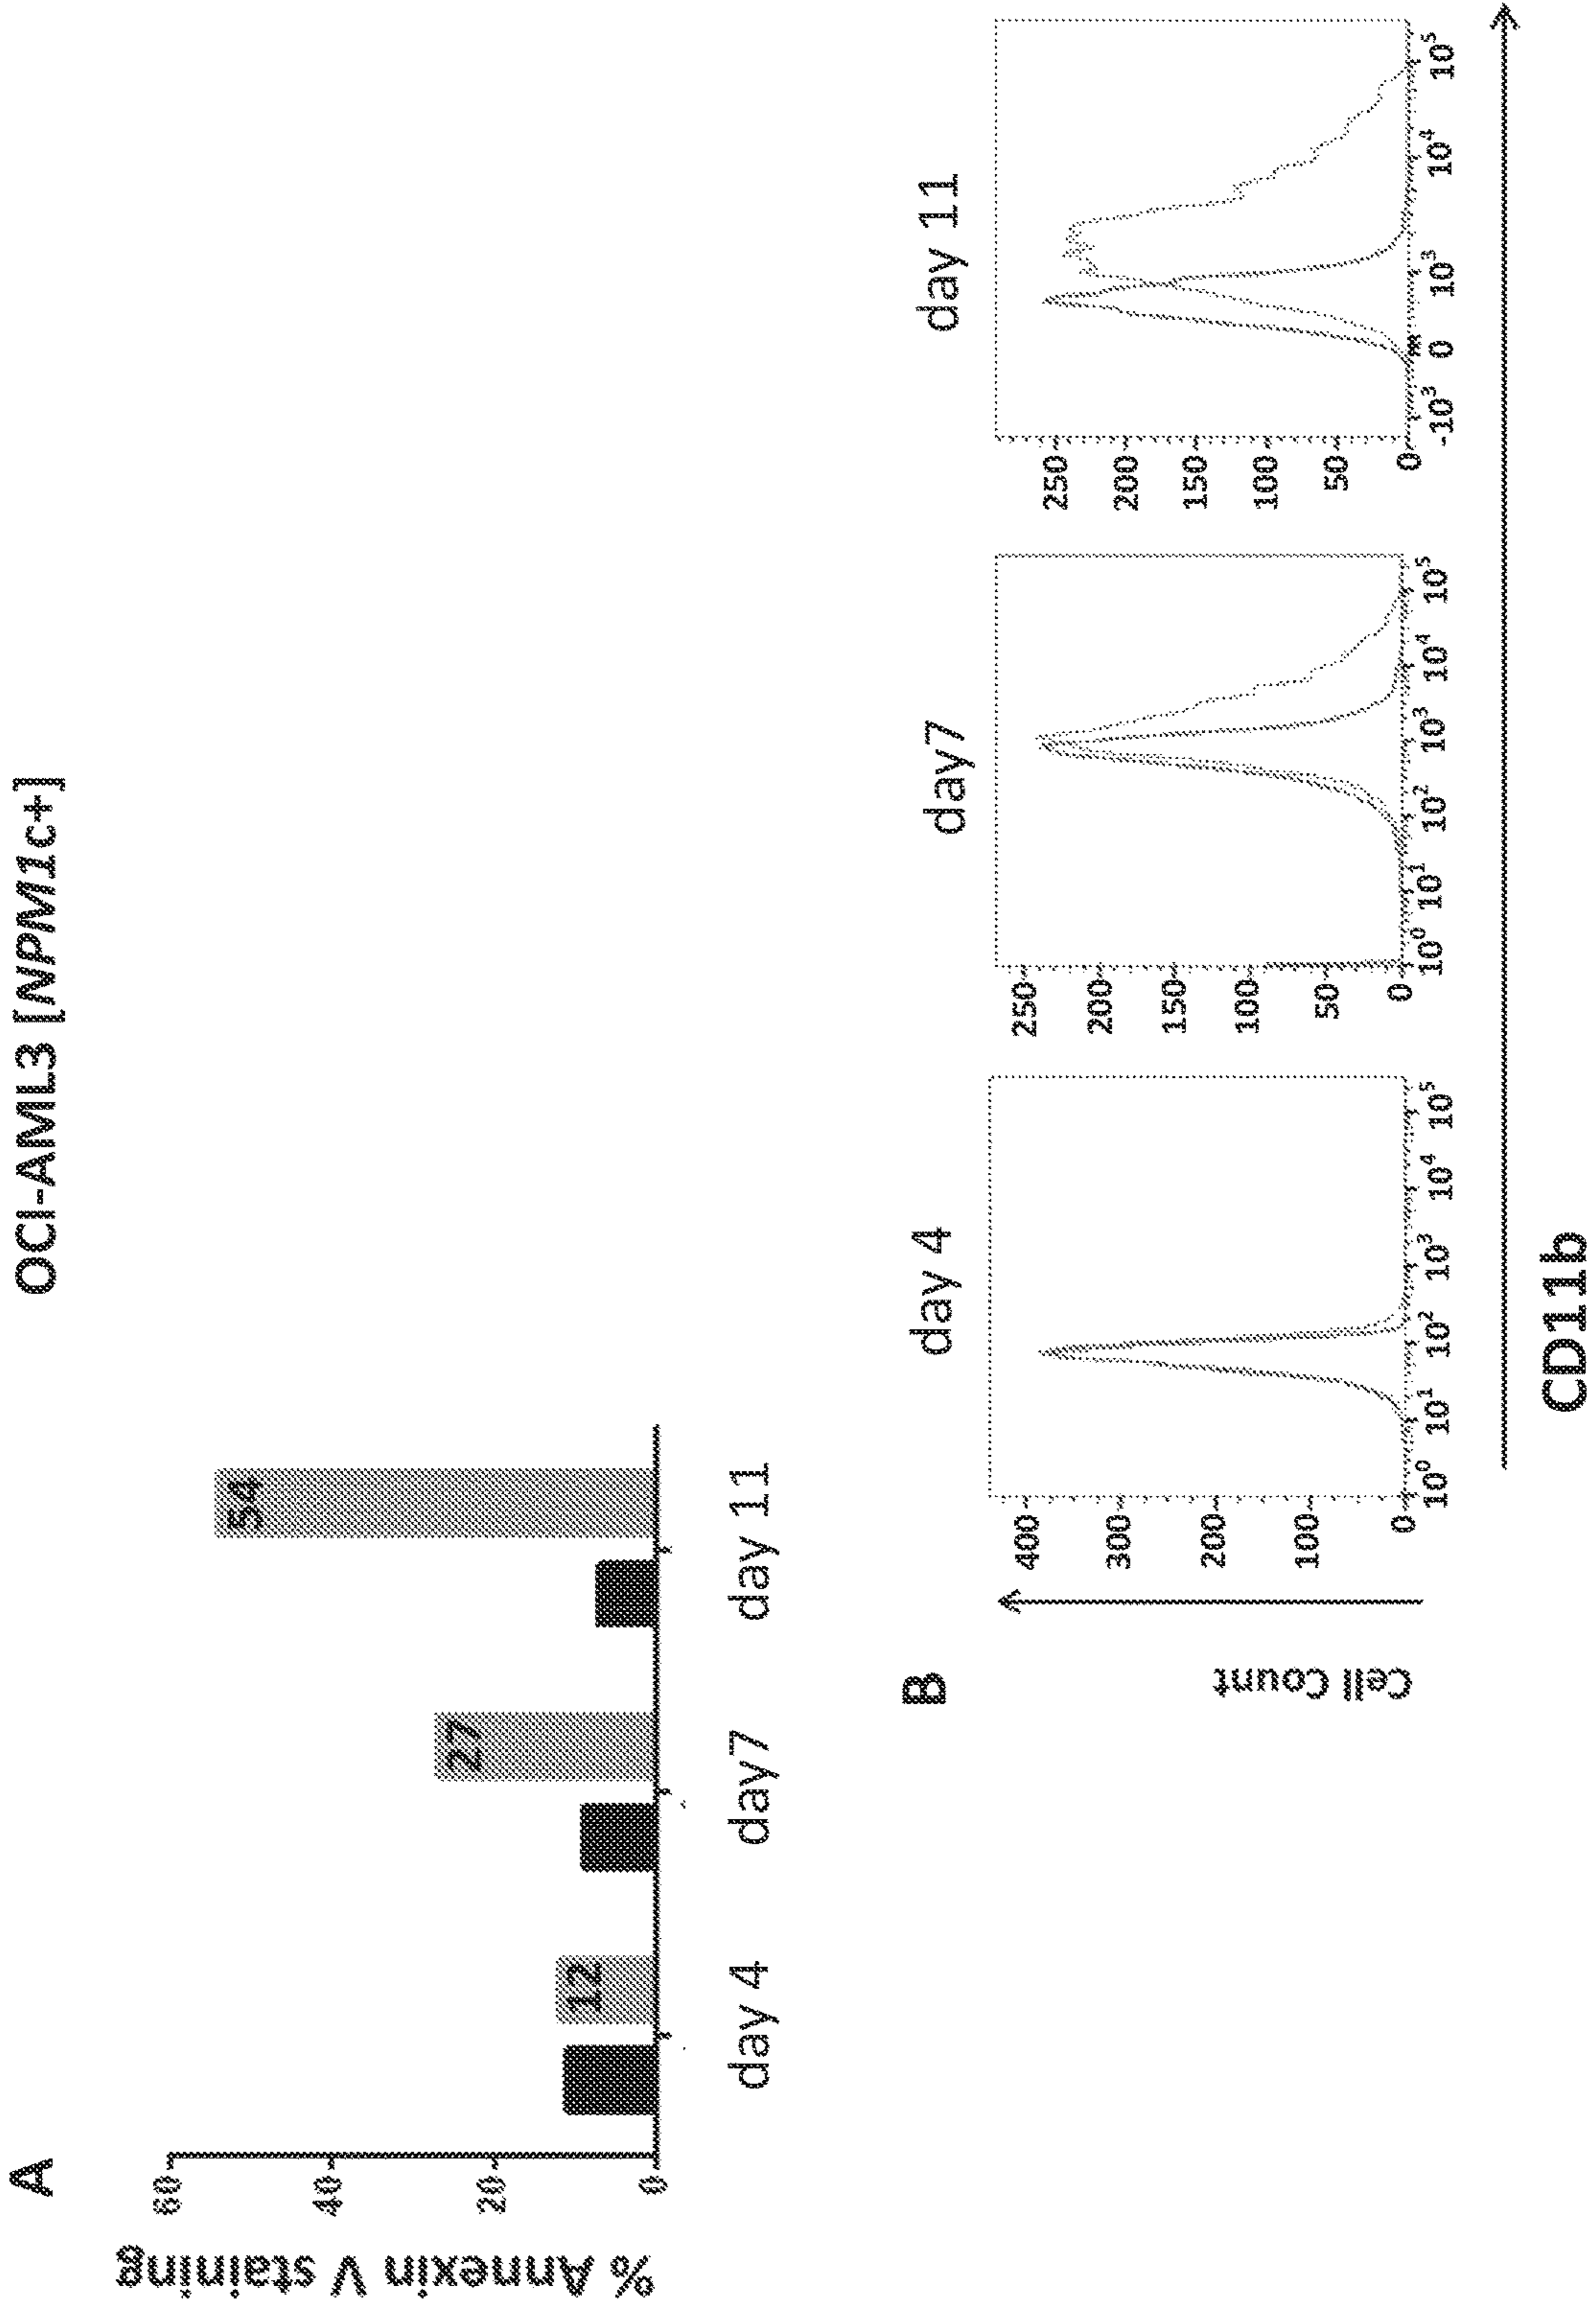 OCI-AML3 [NPM1c+]
A
% Annexin V staining
60
40
20
0
12
27
54
day 4
day7
day 11
B
Cell Count
day 4
400
300
200
100
0
10⁰ 10¹ 10² 10³ 10⁴ 10⁵
day7
250
200
150
100
50
0
10⁰ 10¹ 10² 10³ 10⁴ 10⁵
day 11
250
200
150
100
50
0
-10³ 0 10³ 10⁴ 10⁵
CD11b